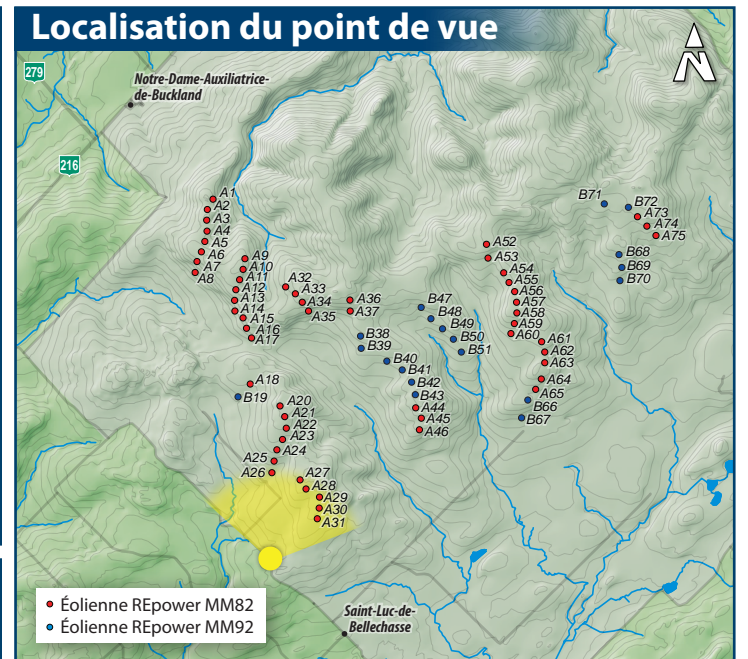 Localisation du point de vue
N
279
Notre-Dame-Auxiliatrice-
de-Buckland
216
A1
A2
A3
A4
A5
A6
A7
A8
A9
A10
A11
A12
A13
A14
A15
A16
A17
A18
B19
A20
A21
A22
A23
A24
A25
A26
A27
A28
A29
A30
A31
A32
A33
A34
A35
A36
A37
B38
B39
B40
B41
B42
B43
A44
A45
A46
B47
B48
B49
B50
B51
A52
A53
A54
A55
A56
A57
A58
A59
A60
A61
A62
A63
A64
A65
B66
B67
B68
B69
B70
B71
B72
A73
A74
A75
Éolienne REpower MM82
Éolienne REpower MM92
Saint-Luc-de-
Bellechasse